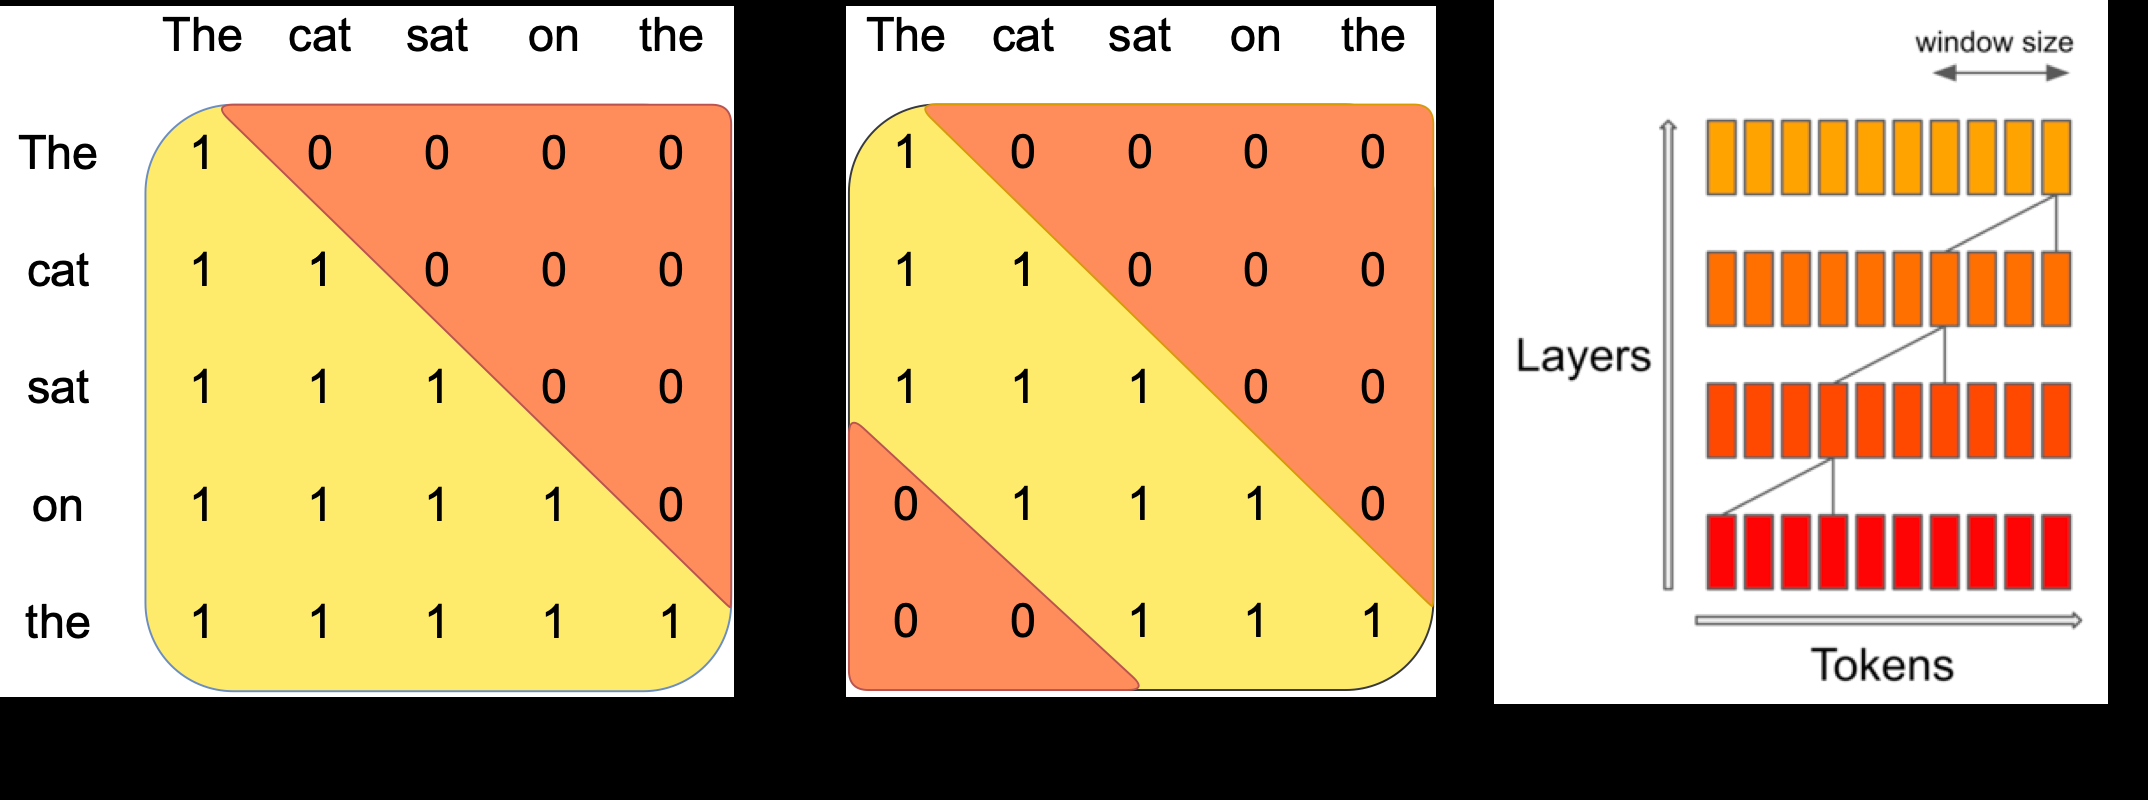 The cat sat on the
The 1 0 0 0 0
cat 1 1 0 0 0
sat 1 1 1 0 0
on 1 1 1 1 0
the 1 1 1 1 1
The cat sat on the
1 0 0 0 0
1 1 0 0 0
1 1 1 0 0
0 1 1 1 0
0 0 1 1 1
window size
Layers
Tokens